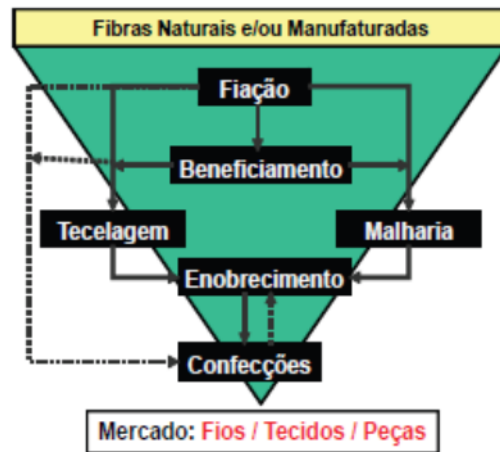 Fibras Naturais e/ou Manufaturadas
Fiação
Beneficiamento
Tecelagem
Malharia
Enobrecimento
Confecções
Mercado: Fios / Tecidos / Peças